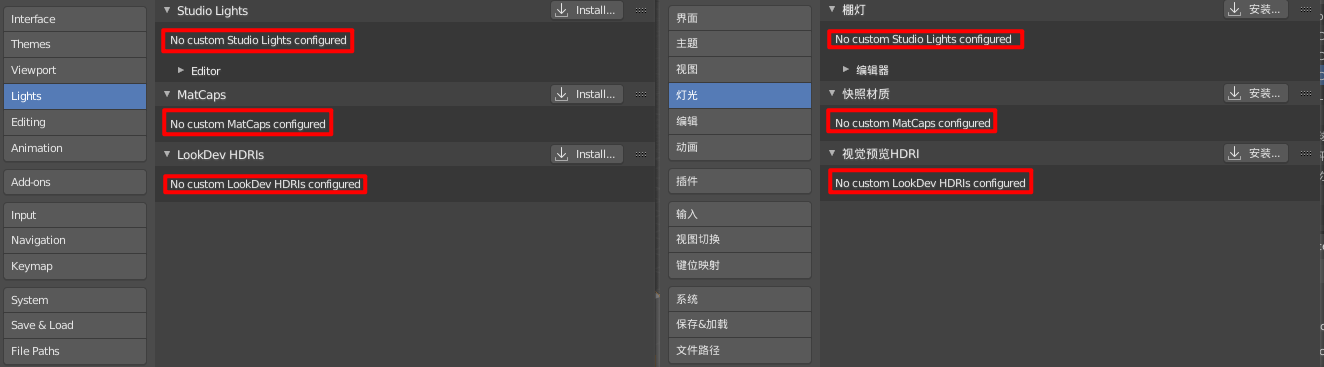 Interface
Themes
Viewport
Lights
Editing
Animation
Add-ons
Input
Navigation
Keymap
System
Save & Load
File Paths
Studio Lights
Install...
No custom Studio Lights configured
Editor
MatCaps
Install...
No custom MatCaps configured
LookDev HDRIs
Install...
No custom LookDev HDRIs configured
界面
主题
视图
灯光
编辑
动画
插件
输入
视图切换
键位映射
系统
保存&加载
文件路径
棚灯
安装...
No custom Studio Lights configured
编辑器
快照材质
安装...
No custom MatCaps configured
视觉预览HDRI
安装...
No custom LookDev HDRIs configured